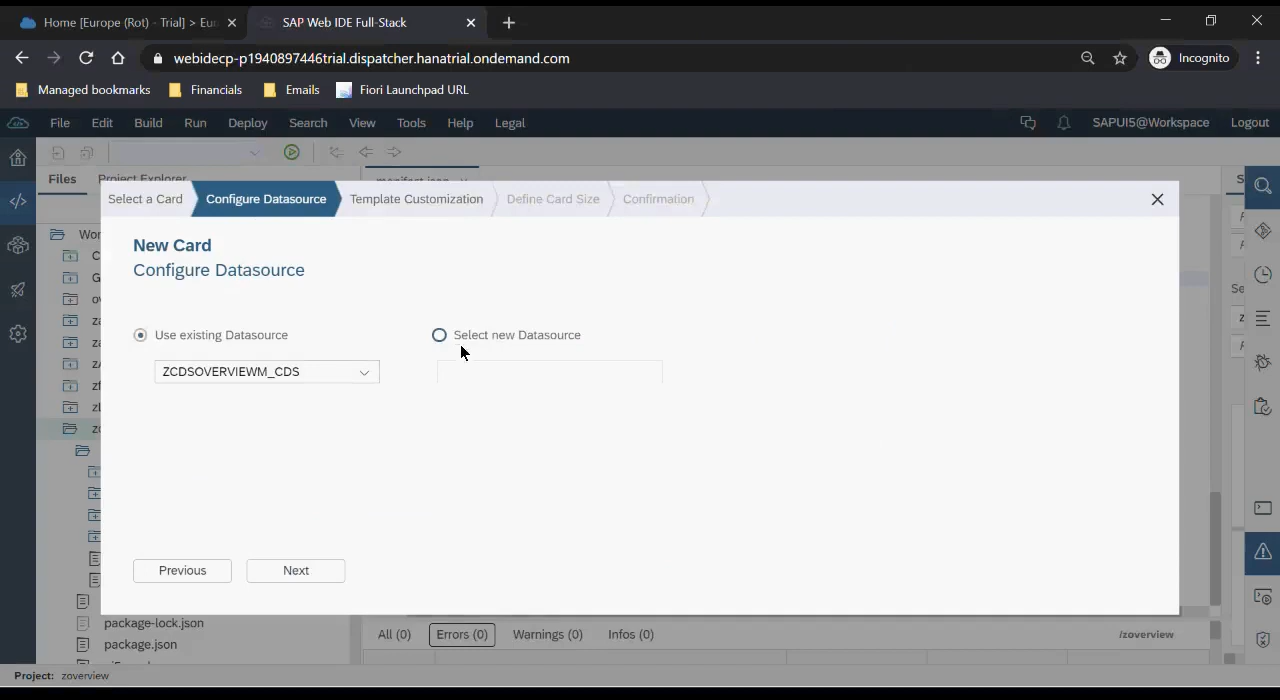 Home [Europe (Rot) - Trial] > Eu
SAP Web IDE Full-Stack
webidecp-p1940897446trial.dispatcher.hanatrial.ondemand.com
Incognito
Managed bookmarks
Financials
Emails
Fiori Launchpad URL
File Edit Build Run Deploy Search View Tools Help Legal
SAPUI5@Workspace
Logout
Files
Project Explorer
manifest.json
Select a Card
Configure Datasource
Template Customization
Define Card Size
Confirmation
New Card
Configure Datasource
Use existing Datasource
Select new Datasource
ZCDSOVERVIEWM_CDS
Previous
Next
package-lock.json
package.json
All (0)
Errors (0)
Warnings (0)
Infos (0)
/zoverview
Project: zoverview